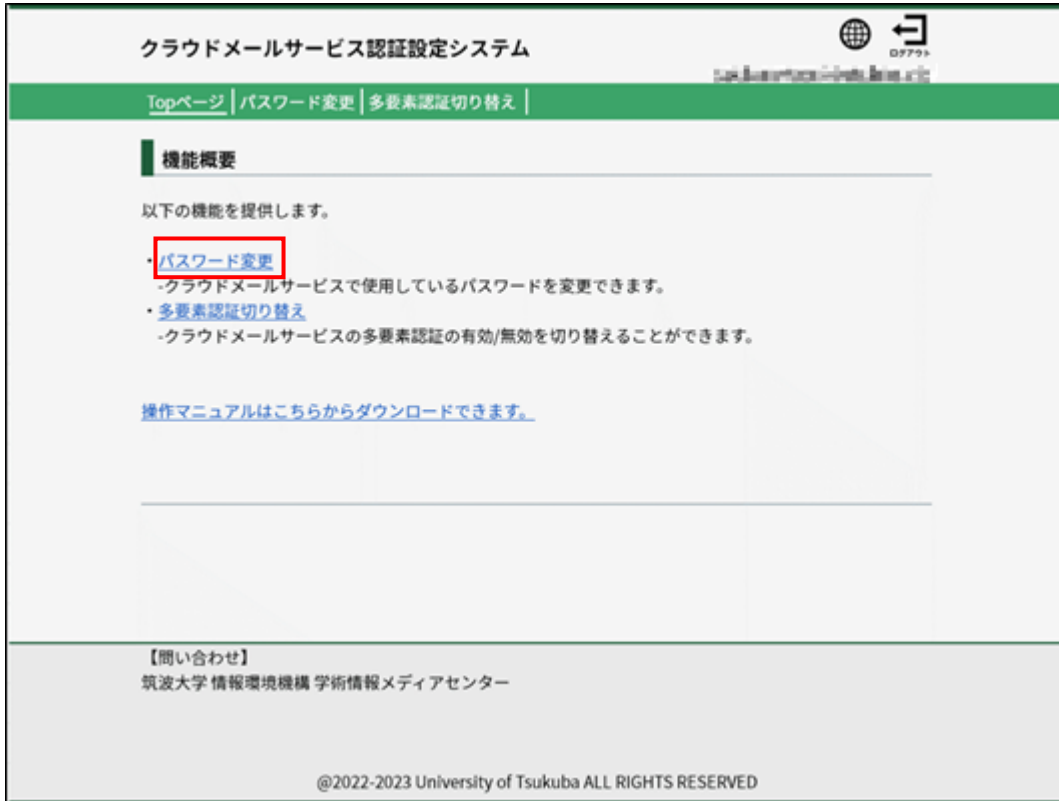 クラウドメールサービス認証設定システム
ログアウト
Topページ | パスワード変更 | 多要素認証切り替え |
機能概要
以下の機能を提供します。
・パスワード変更
-クラウドメールサービスで使用しているパスワードを変更できます。
・多要素認証切り替え
-クラウドメールサービスの多要素認証の有効/無効を切り替えることができます。
操作マニュアルはこちらからダウンロードできます。
【問い合わせ】
筑波大学 情報環境機構 学術情報メディアセンター
@2022-2023 University of Tsukuba ALL RIGHTS RESERVED